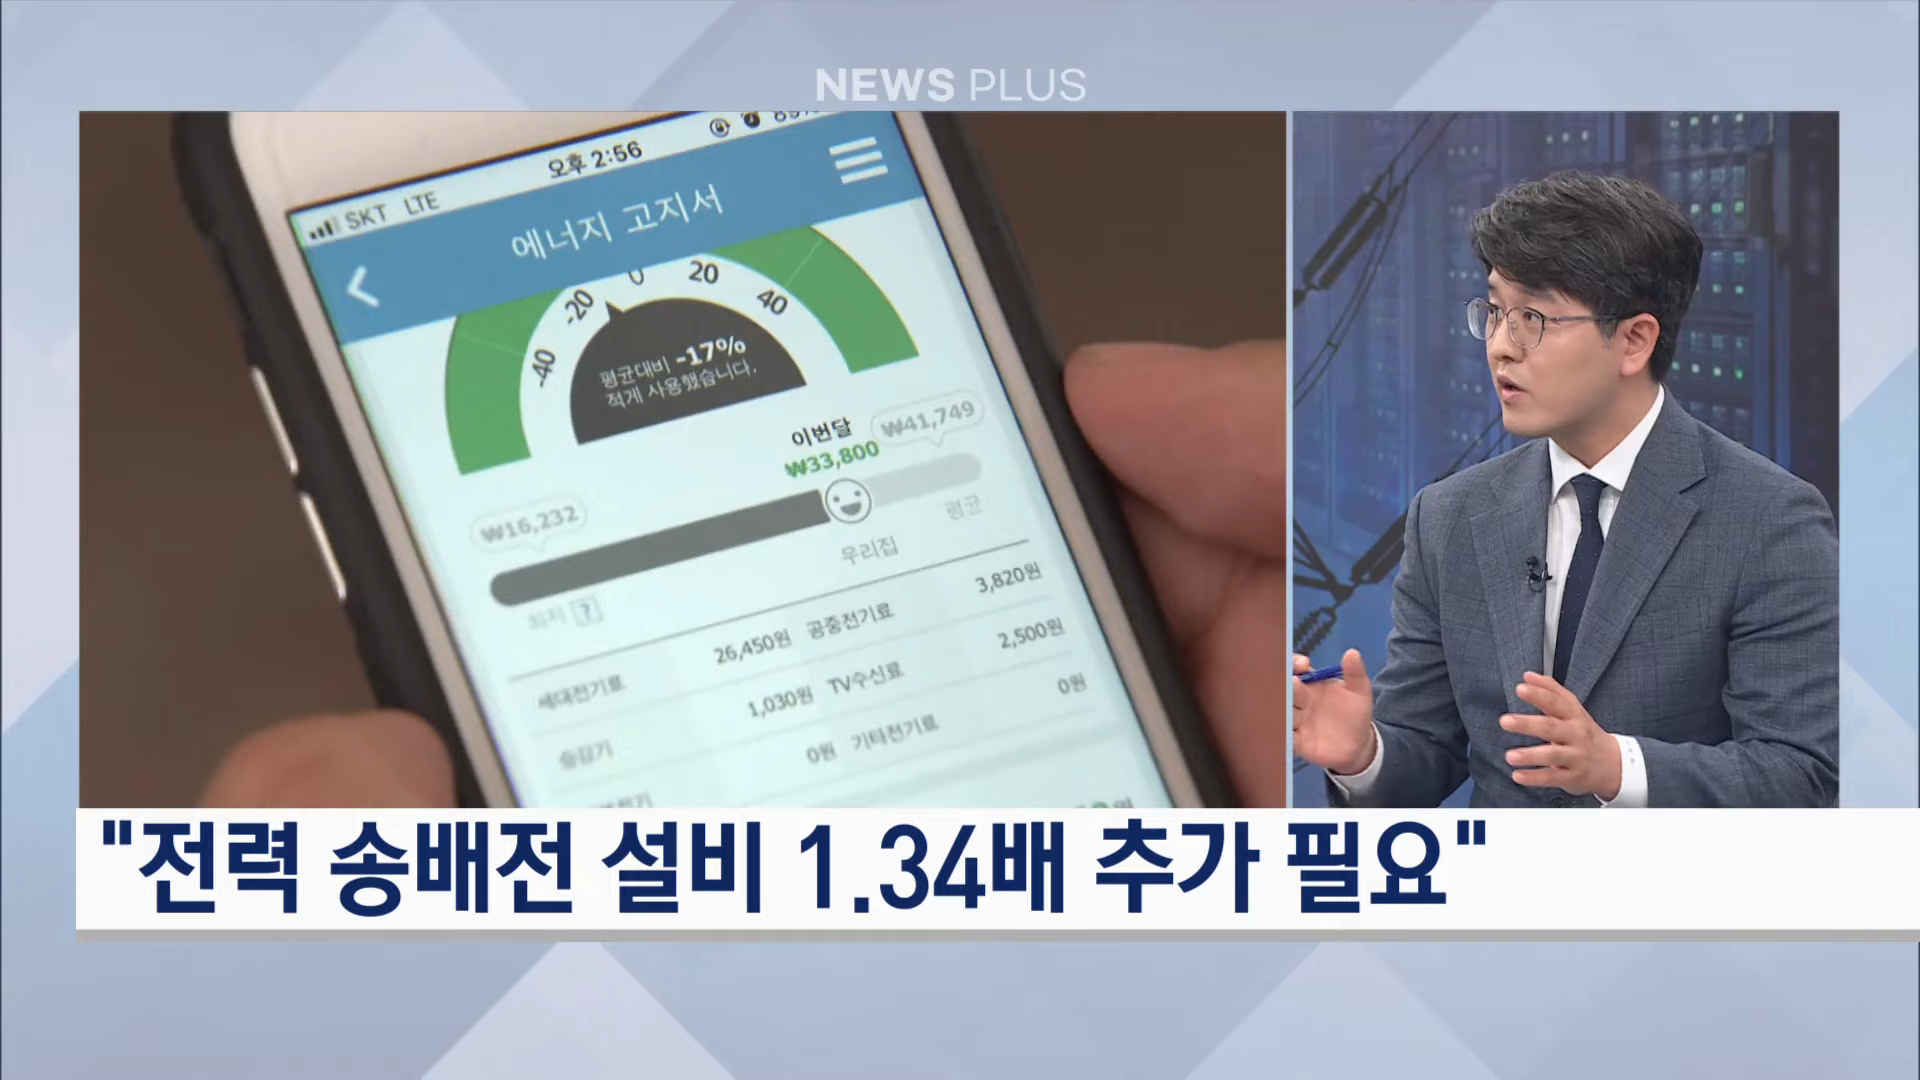 NEWS PLUS
오후 2:56
SKT LTE
에너지 고지서
-40 -20 0 20 40
평균대비 -17%
적게 사용했습니다.
이번달
₩33,800
₩41,749
₩16,232
최저 ?
우리집
평균
세대전기료 26,450원 공중전기료 3,820원
승강기 1,030원 TV수신료 2,500원
0원 기타전기료 0원
"전력 송배전 설비 1.34배 추가 필요"